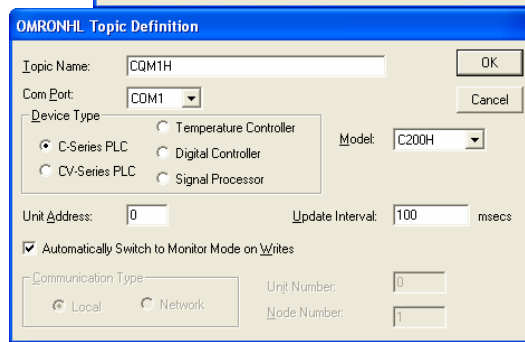 OMRONHL Topic Definition
Topic Name: CQM1H OK
Com Port: COM1 Cancel
Device Type
C-Series PLC
CV-Series PLC
Temperature Controller
Digital Controller
Signal Processor
Model: C200H
Unit Address: 0 Update Interval: 100 msecs
Automatically Switch to Monitor Mode on Writes
Communication Type
Local Network
Unit Number: 0
Node Number: 1